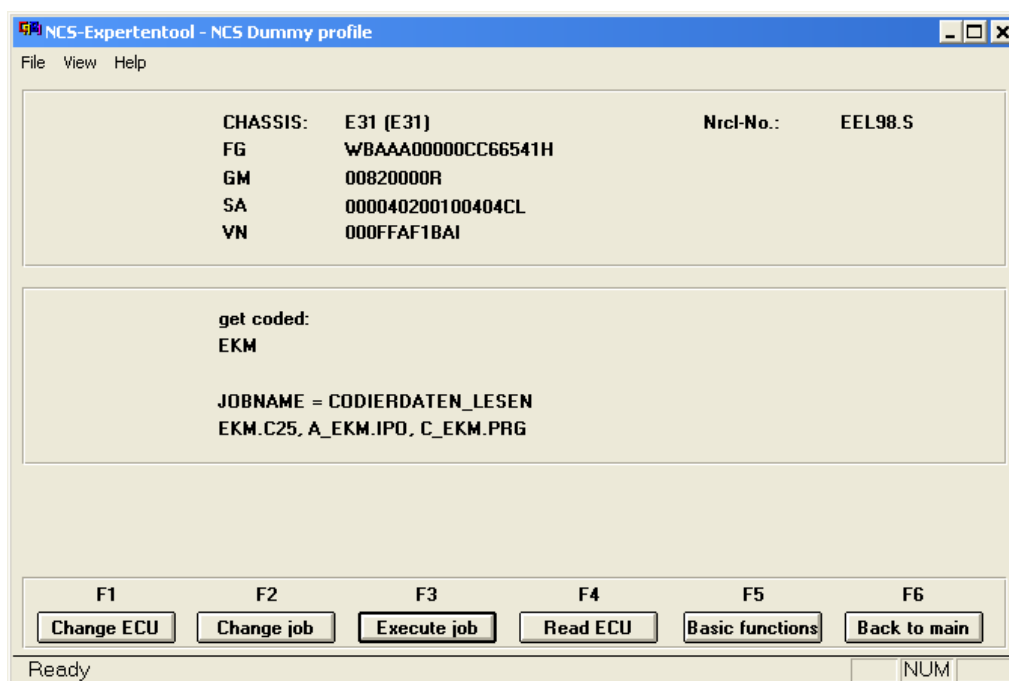 NCS-Expertentool - NCS Dummy profile
File View Help
CHASSIS: E31 (E31) Nrcl-No.: EEL98.S
FG WBAAA00000CC66541H
GM 00820000R
SA 000040200100404CL
VN 000FFAF1BAI
get coded:
EKM
JOBNAME = CODIERDATEN_LESEN
EKM.C25, A_EKM.IPO, C_EKM.PRG
F1 F2 F3 F4 F5 F6
Change ECU Change job Execute job Read ECU Basic functions Back to main
Ready NUM